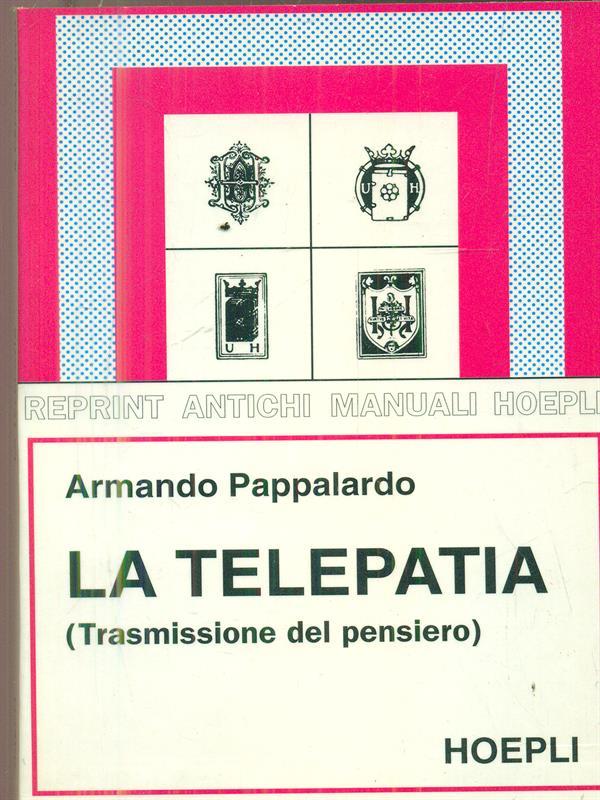 U H
U H
REPRINT ANTICHI MANUALI HOEPLI
Armando Pappalardo
LA TELEPATIA
(Trasmissione del pensiero)
HOEPLI